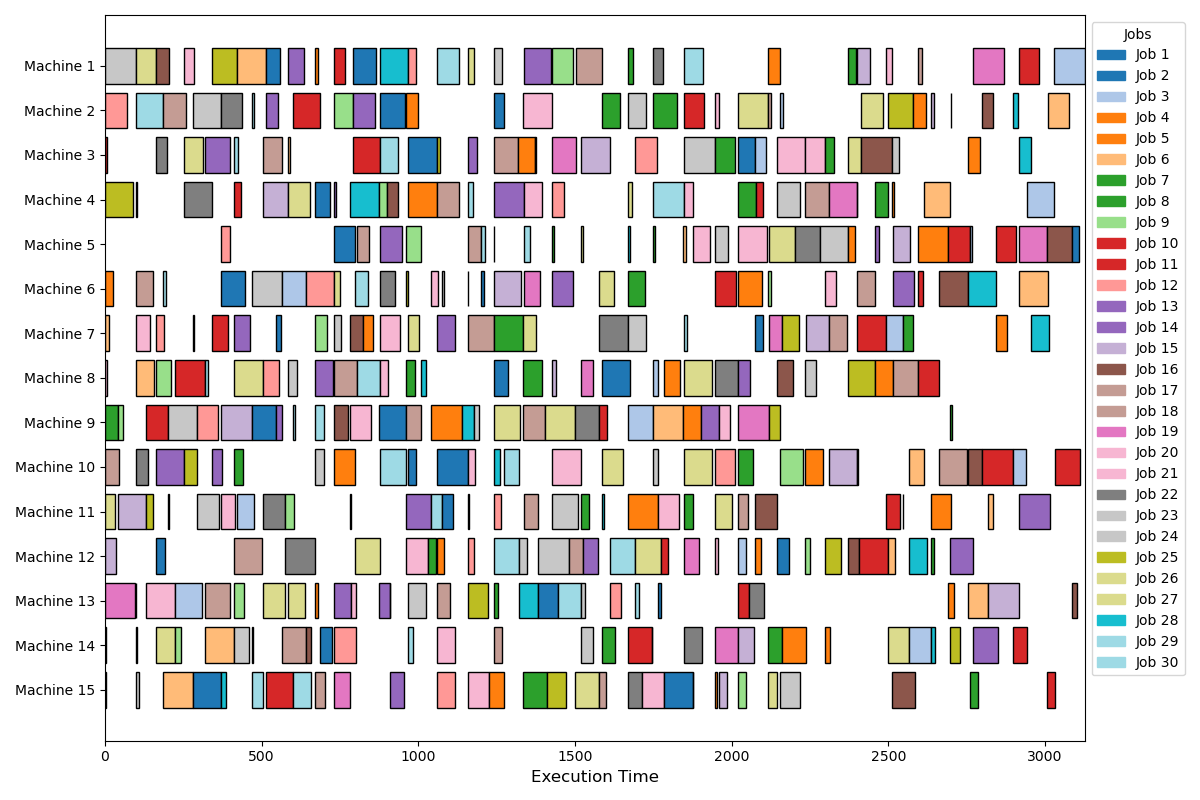 Machine 1
Machine 2
Machine 3
Machine 4
Machine 5
Machine 6
Machine 7
Machine 8
Machine 9
Machine 10
Machine 11
Machine 12
Machine 13
Machine 14
Machine 15
0 500 1000 1500 2000 2500 3000
Execution Time
Jobs
Job 1
Job 2
Job 3
Job 4
Job 5
Job 6
Job 7
Job 8
Job 9
Job 10
Job 11
Job 12
Job 13
Job 14
Job 15
Job 16
Job 17
Job 18
Job 19
Job 20
Job 21
Job 22
Job 23
Job 24
Job 25
Job 26
Job 27
Job 28
Job 29
Job 30